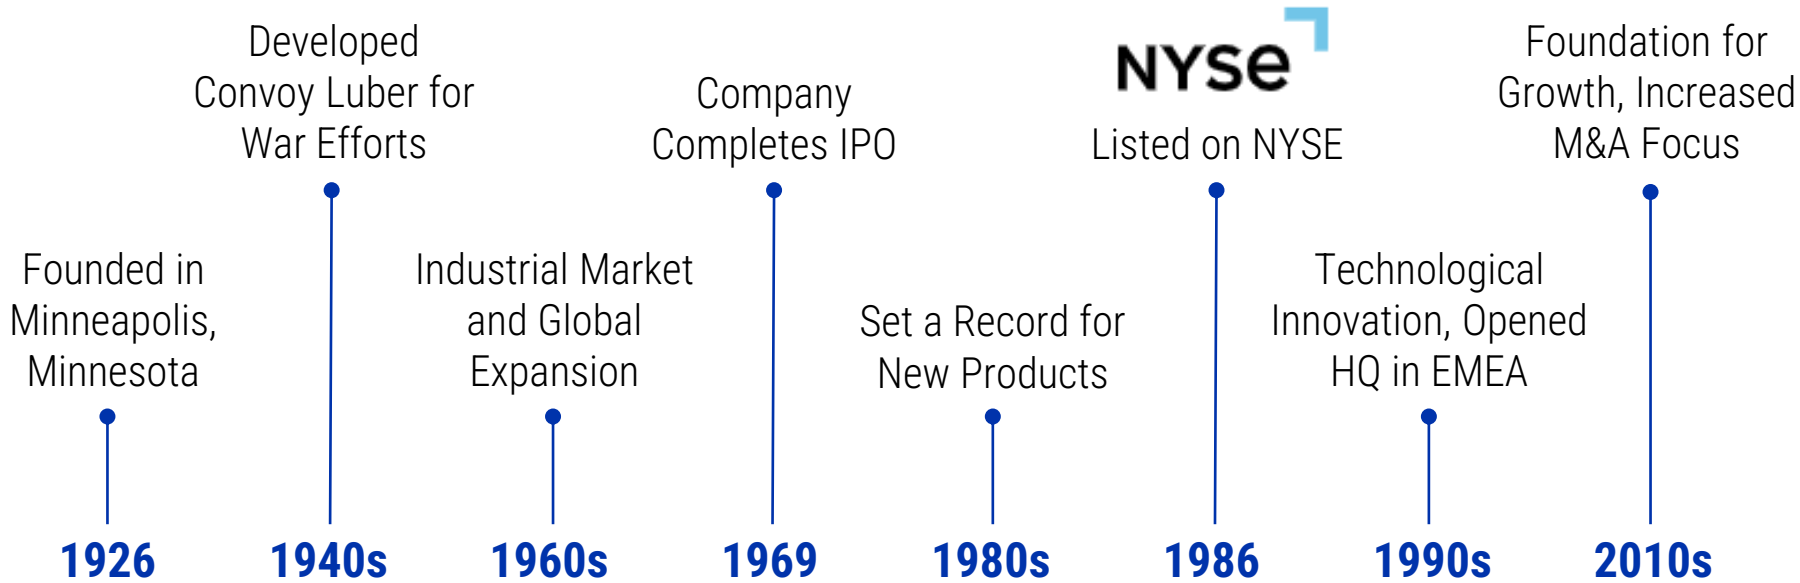 Founded in
Minneapolis,
Minnesota
1926
Developed
Convoy Luber for
War Efforts
1940s
Industrial Market
and Global
Expansion
1960s
Company
Completes IPO
1969
Set a Record for
New Products
1980s
NYSE
Listed on NYSE
1986
Technological
Innovation, Opened
HQ in EMEA
1990s
Foundation for
Growth, Increased
M&A Focus
2010s